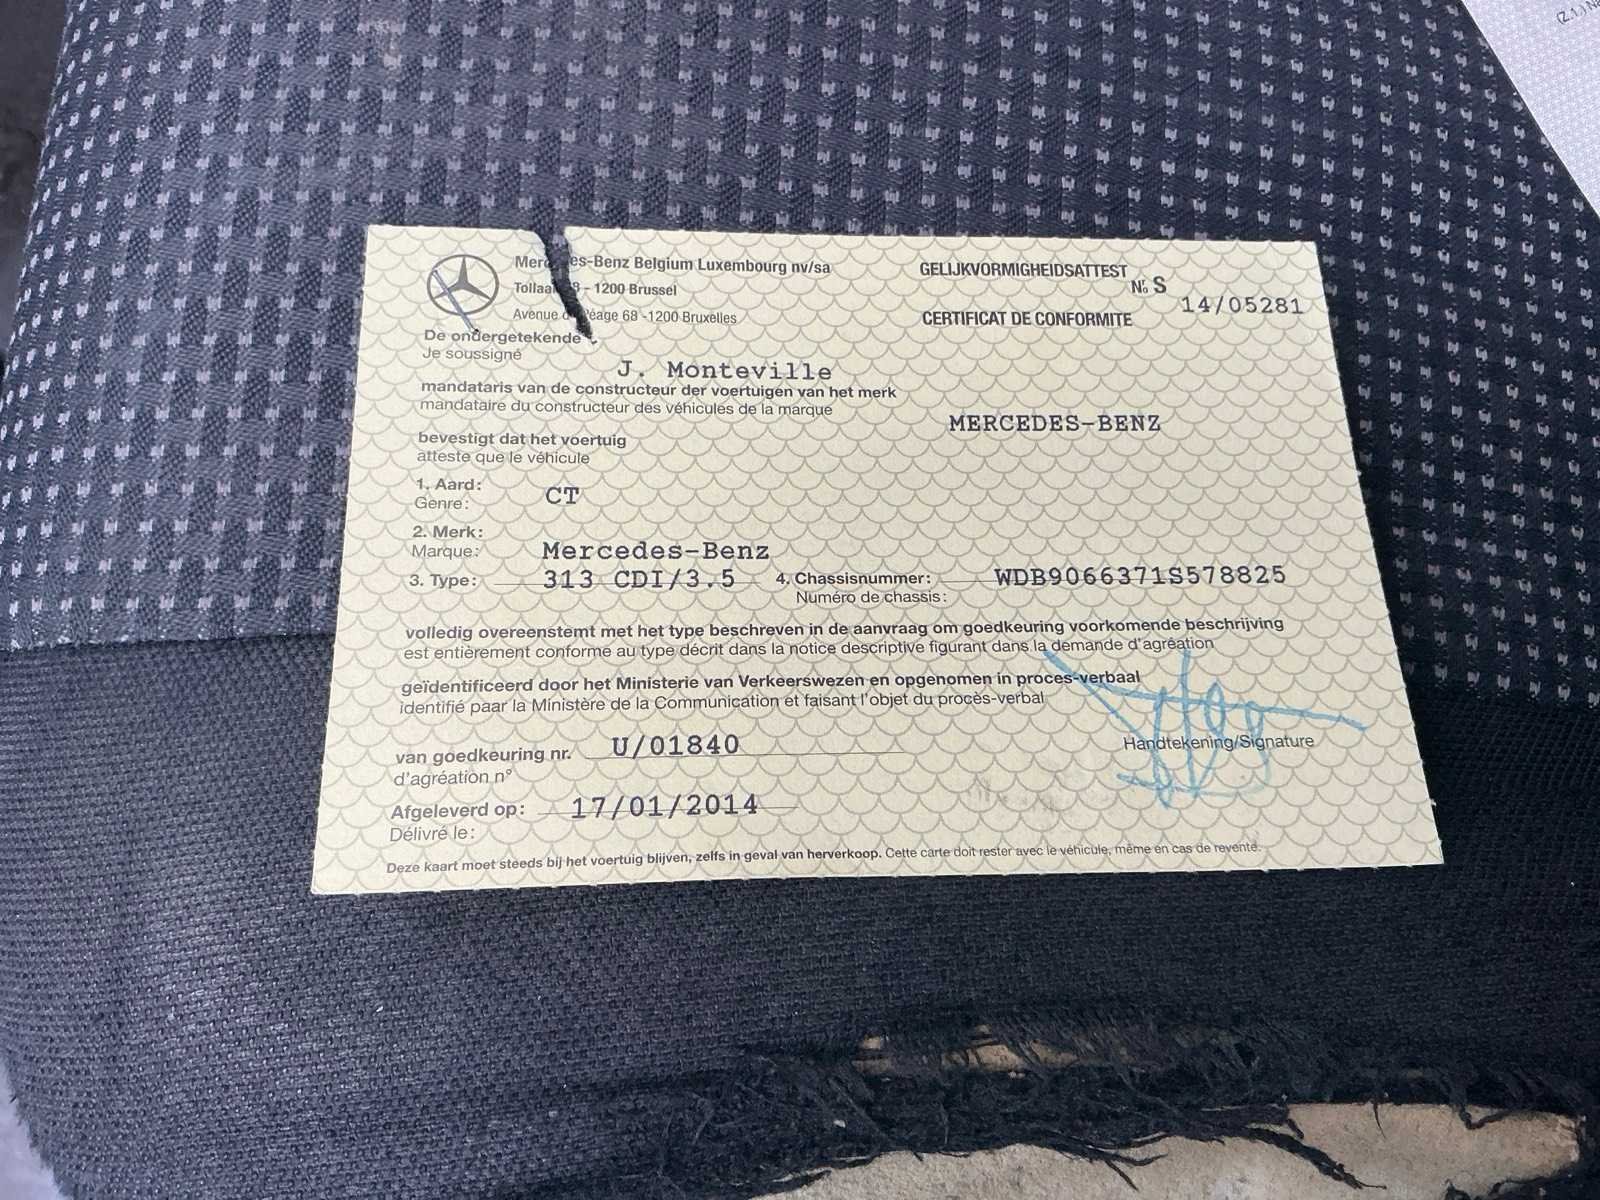 Mercedes-Benz Belgium Luxembourg nv/sa
68 - 1200 Brussel
Avenue du Péage 68 -1200 Bruxelles
GELIJKVORMIGHEIDSATTEST
No S 14/05281
CERTIFICAT DE CONFORMITE
De ondergetekende
Je soussigné
J. Monteville
mandataris van de constructeur der voertuigen van het merk
mandataire du constructeur des véhicules de la marque
MERCEDES-BENZ
bevestigt dat het voertuig
atteste que le véhicule
1. Aard:
Genre:
CT
2. Merk:
Marque:
Mercedes-Benz
3. Type: 313 CDI/3.5 4. Chassisnummer: WDB9066371S578825
Numéro de chassis:
volledig overeenstemt met het type beschreven in de aanvraag om goedkeuring voorkomende beschrijving
est entièrement conforme au type décrit dans la notice descriptive figurant dans la demande d'agréation
geïdentificeerd door het Ministerie van Verkeerswezen en opgenomen in proces-verbaal
identifié paar la Ministère de la Communication et faisant l'objet du procès-verbal
van goedkeuring nr. U/01840
d'agréation n°
Handtekening/Signature
Afgeleverd op: 17/01/2014
Délivré le:
Deze kaart moet steeds bij het voertuig blijven, zelfs in geval van herverkoop. Cette carte doit rester avec le véhicule, même en cas de revente.